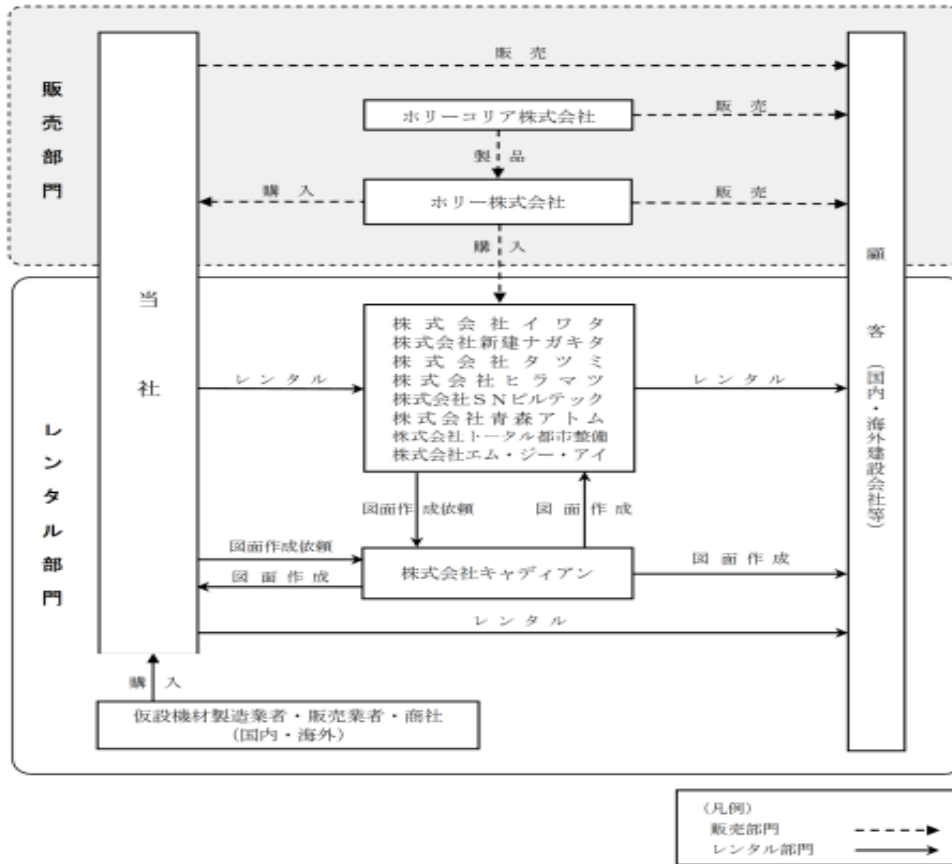 販売部門
当社
顧客（国内・海外建設会社等）
販売
ホリーコリア株式会社
販売
製品
購入
ホリー株式会社
販売
購入
レンタル部門
株式会社イワタ
株式会社新建ナガキタ
株式会社タツミ
株式会社ヒラマツ
株式会社ＳＮビルテック
株式会社青森アトム
株式会社トータル都市整備
株式会社エム・ジー・アイ
レンタル
レンタル
図面作成依頼
図面作成
図面作成依頼
図面作成
株式会社キャディアン
図面作成
レンタル
購入
仮設機材製造業者・販売業者・商社
(国内・海外)
(凡例)
販売部門
レンタル部門